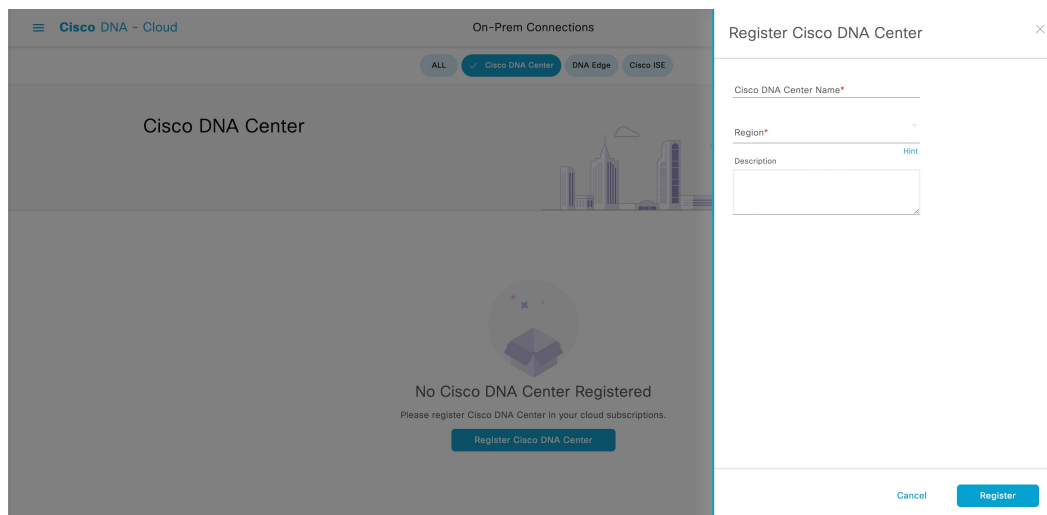 Cisco DNA - Cloud
On-Prem Connections
ALL
Cisco DNA Center
DNA Edge
Cisco ISE
Cisco DNA Center
No Cisco DNA Center Registered
Please register Cisco DNA Center in your cloud subscriptions.
Register Cisco DNA Center
Register Cisco DNA Center
Cisco DNA Center Name*
Region*
Hint
Description
Cancel
Register